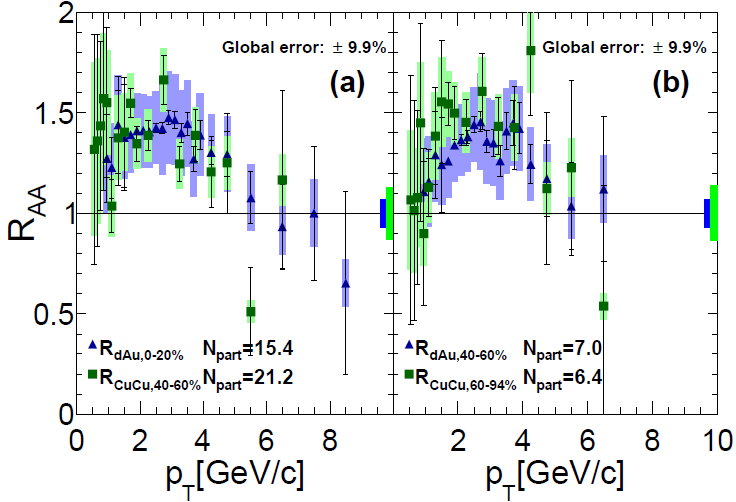 Global error: ± 9.9%
Global error: ± 9.9%
(a)
(b)
R_AA
2
1.5
1
0.5
0
R_dAu,0-20% N_part=15.4
R_CuCu,40-60% N_part=21.2
R_dAu,40-60% N_part=7.0
R_CuCu,60-94% N_part=6.4
0 2 4 6 8
2 4 6 8 10
p_T[GeV/c]
p_T[GeV/c]